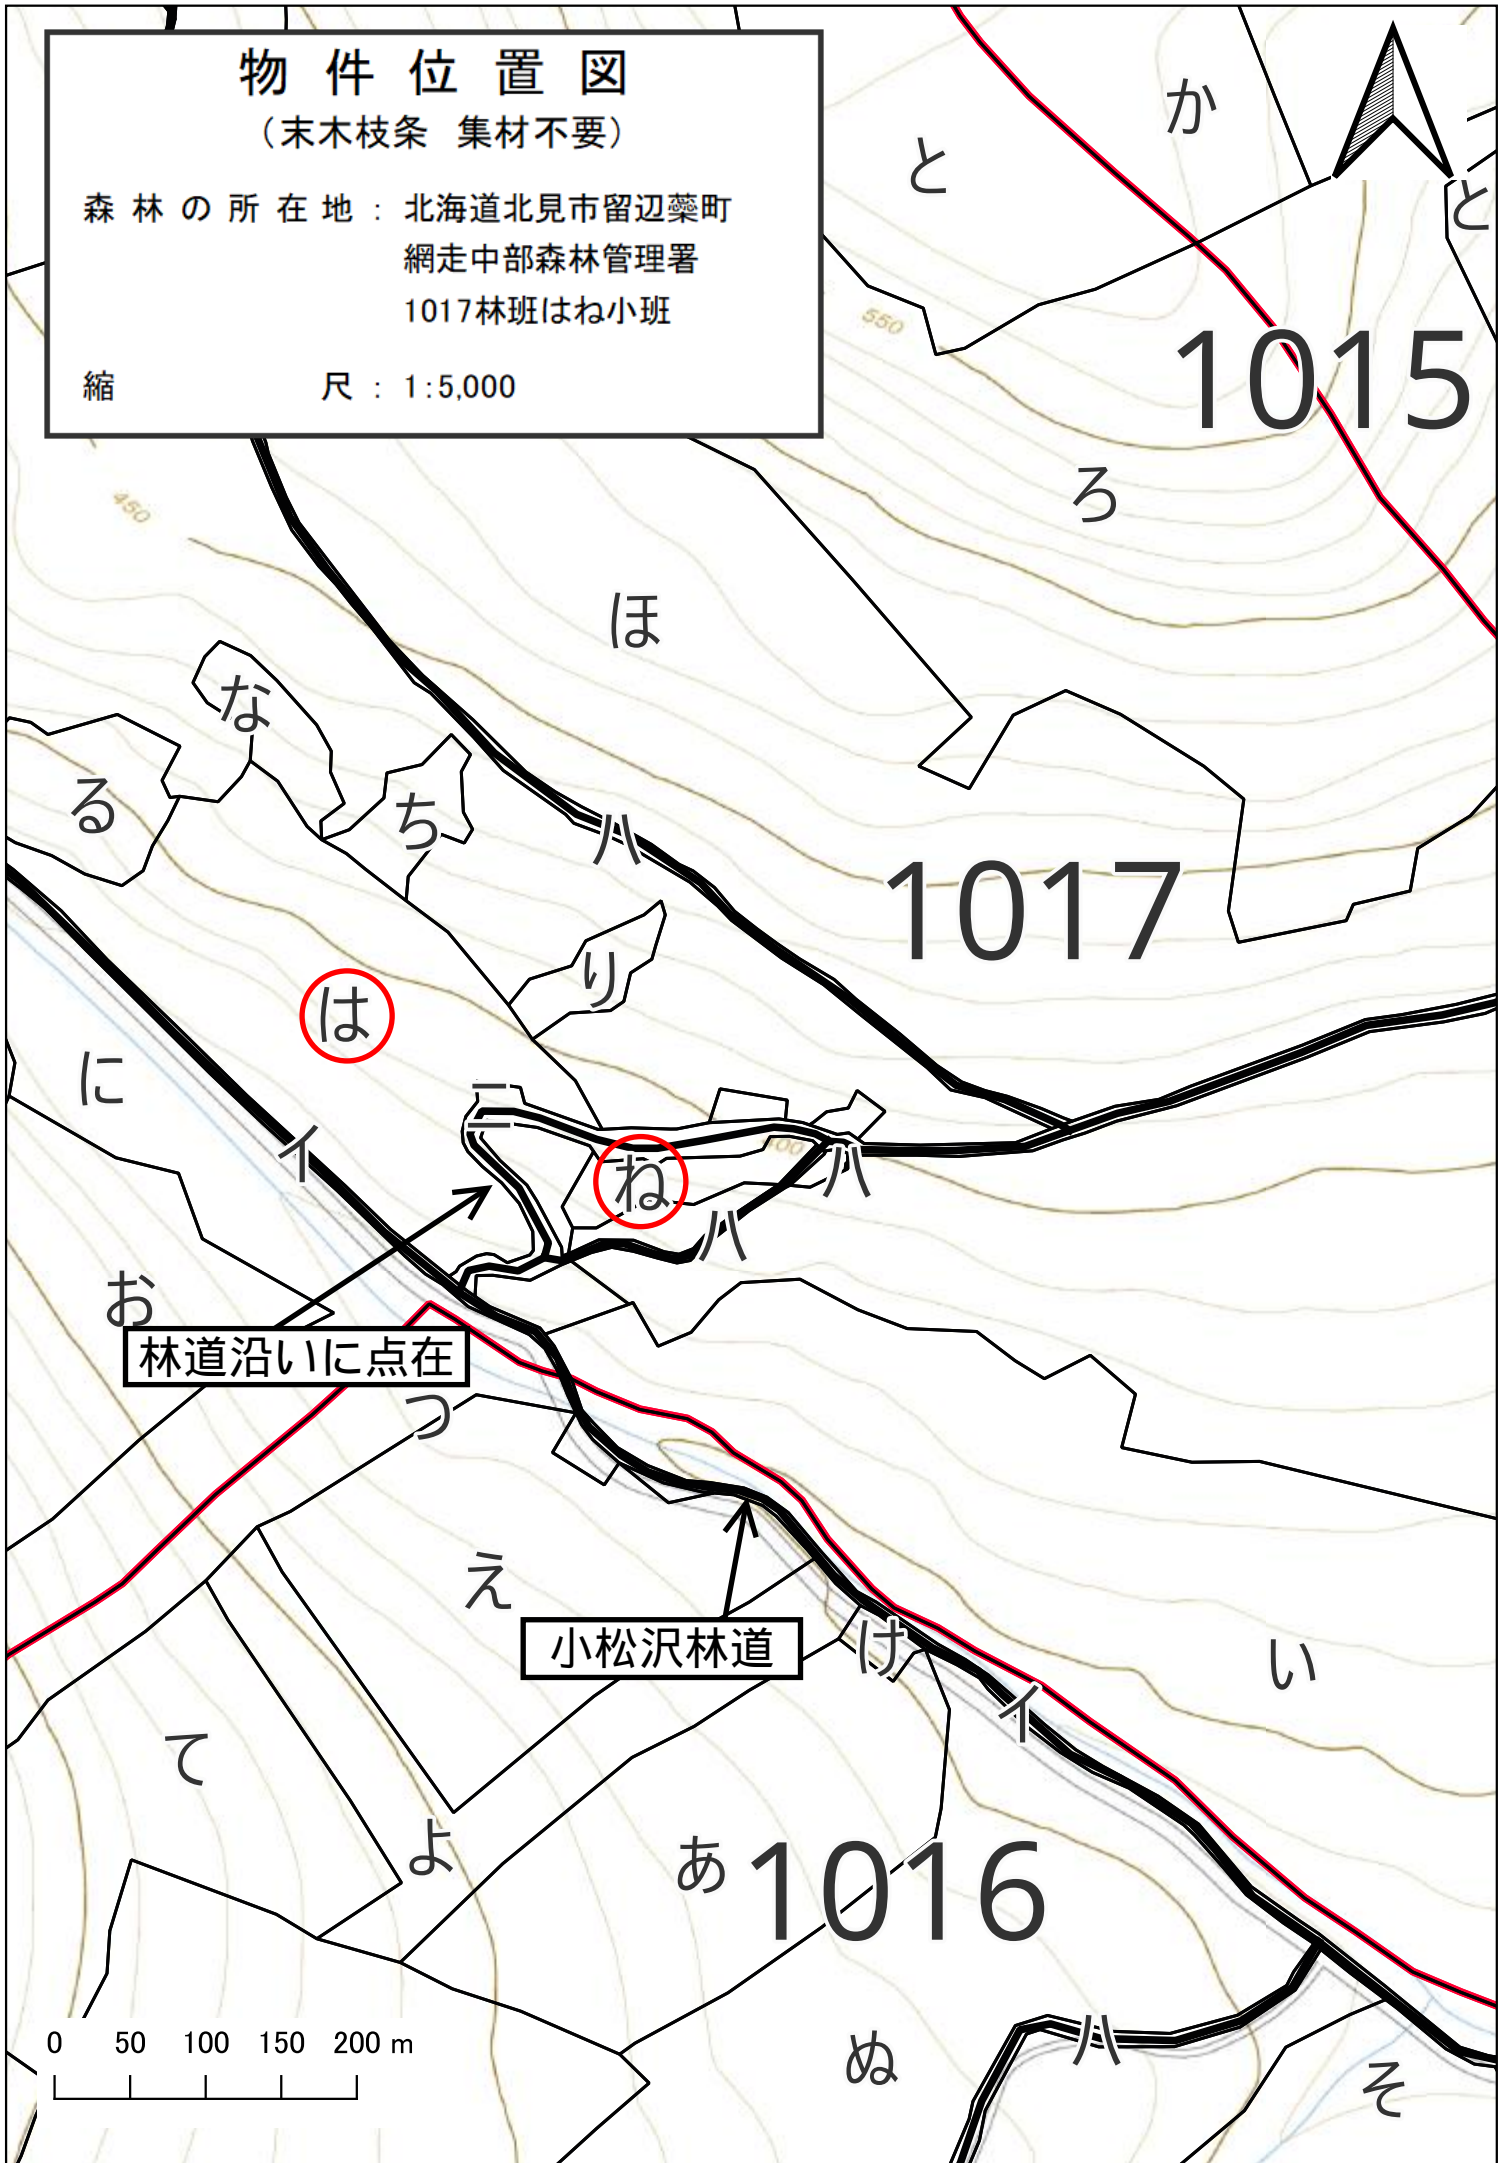 物件位置図
（末木枝条 集材不要）
森林の所在地：北海道北見市留辺蘂町
網走中部森林管理署
1017林班はね小班
縮尺：1:5,000
か
と
と
550
1015
450
ろ
ほ
な
る
ち
ハ
1017
り
は
に
ニ
イ
400
ね
ハ
ハ
お
林道沿いに点在
つ
え
小松沢林道
け
い
イ
て
よ
あ
1016
ぬ
ハ
そ
0 50 100 150 200 m